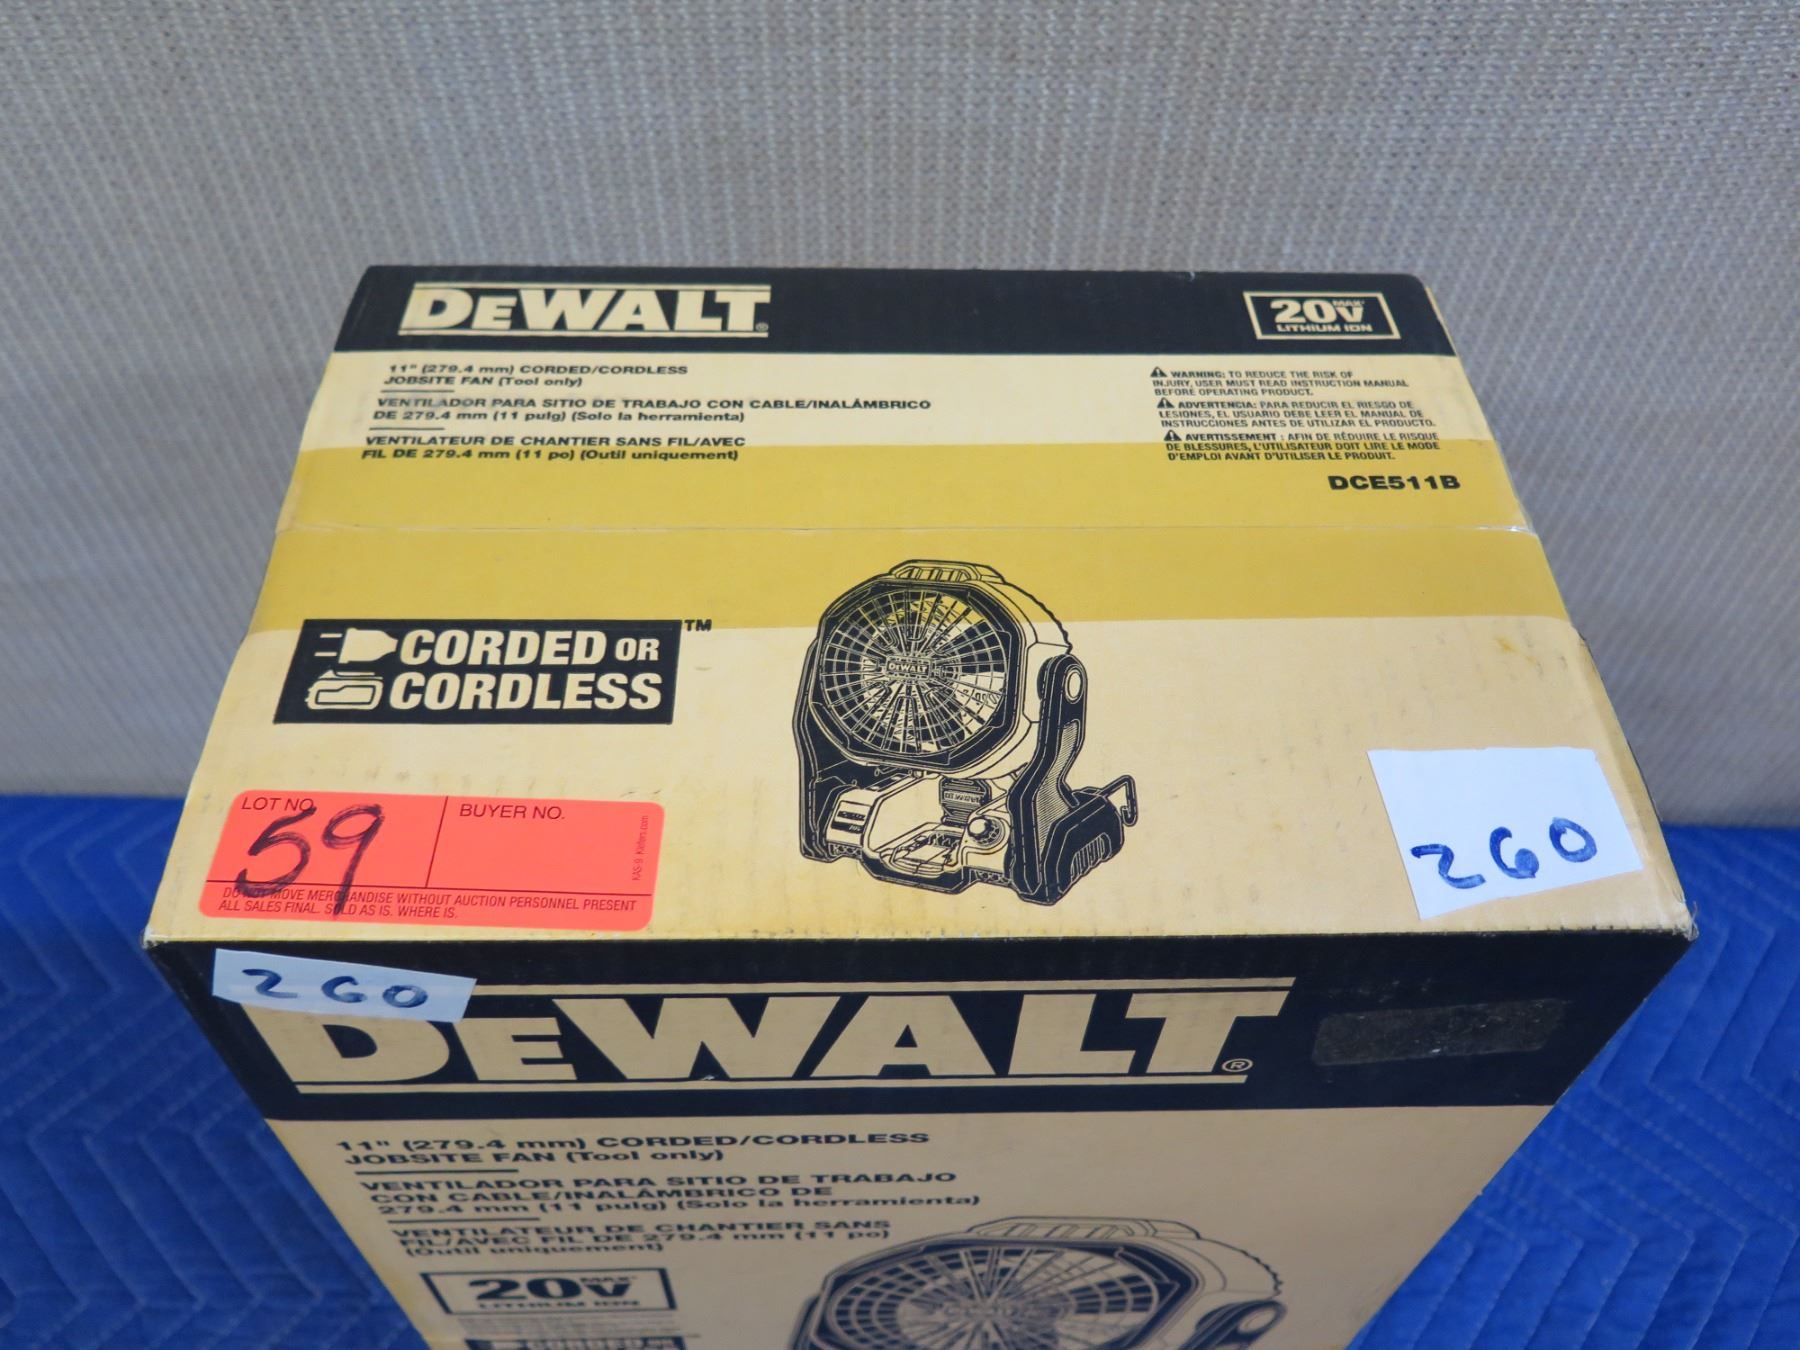 DEWALT®
20V MAX*
LITHIUM ION
11" (279.4 mm) CORDED/CORDLESS
JOBSITE FAN (Tool only)
VENTILADOR PARA SITIO DE TRABAJO CON CABLE/INALÁMBRICO
DE 279.4 mm (11 pulg) (Solo la herramienta)
VENTILATEUR DE CHANTIER SANS FIL/AVEC
FIL DE 279.4 mm (11 po) (Outil uniquement)
WARNING: TO REDUCE THE RISK OF
INJURY, USER MUST READ INSTRUCTION MANUAL
BEFORE OPERATING PRODUCT.
ADVERTENCIA: PARA REDUCIR EL RIESGO DE
LESIONES, EL USUARIO DEBE LEER EL MANUAL DE
INSTRUCCIONES ANTES DE UTILIZAR EL PRODUCTO.
AVERTISSEMENT : AFIN DE RÉDUIRE LE RISQUE
DE BLESSURES, L'UTILISATEUR DOIT LIRE LE MODE
D'EMPLOI AVANT D'UTILISER LE PRODUIT.
DCE511B
CORDED OR ™
CORDLESS
DEWALT
LOT NO. 59
BUYER NO.
KAS-9 Kiefers.com
DO NOT MOVE MERCHANDISE WITHOUT AUCTION PERSONNEL PRESENT
ALL SALES FINAL. SOLD AS IS. WHERE IS.
260
260
DEWALT®
11" (279.4 mm) CORDED/CORDLESS
JOBSITE FAN (Tool only)
VENTILADOR PARA SITIO DE TRABAJO
CON CABLE/INALÁMBRICO DE
279.4 mm (11 pulg) (Solo la herramienta)
VENTILATEUR DE CHANTIER SANS
FIL/AVEC FIL DE 279.4 mm (11 po)
(Outil uniquement)
20V MAX*
LITHIUM ION
CORDED OR